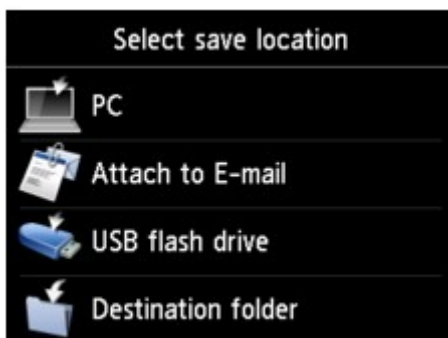 Select save location
PC
Attach to E-mail
USB flash drive
Destination folder